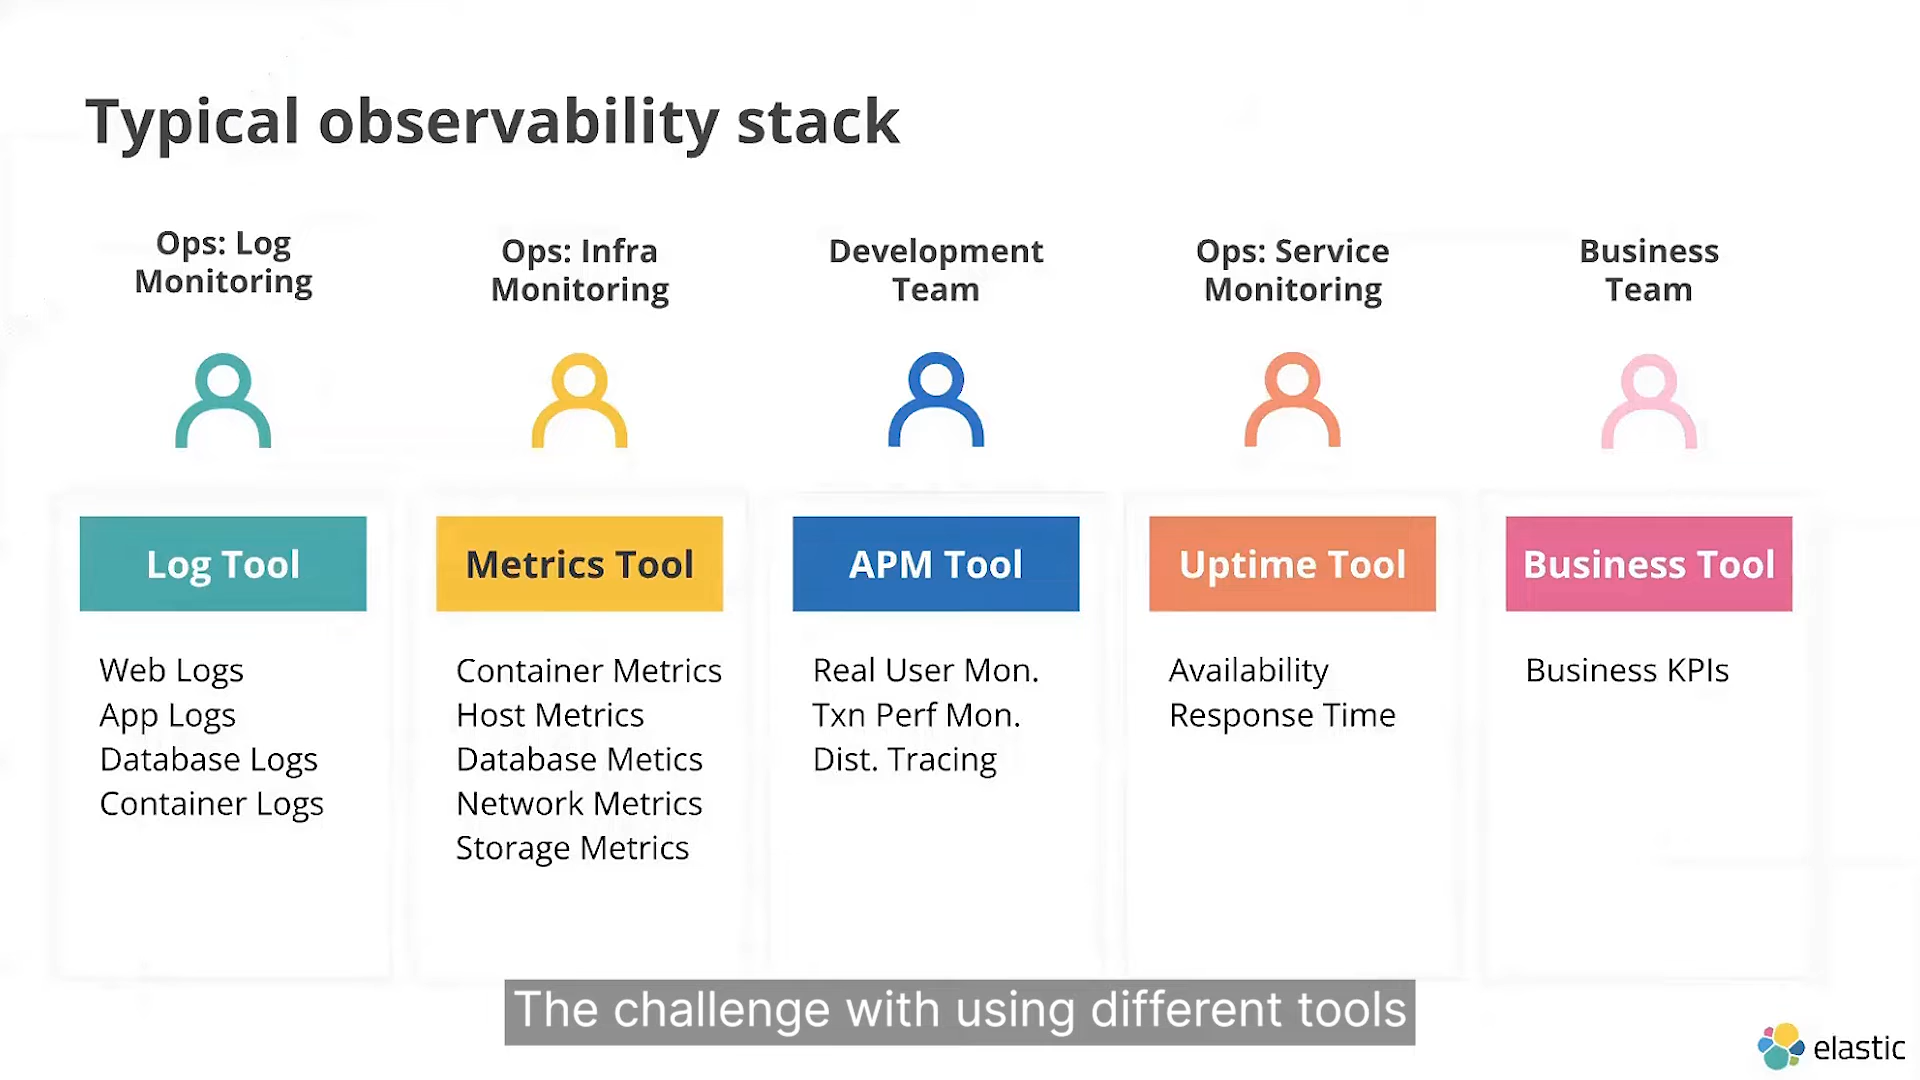 Typical observability stack
Ops: Log
Monitoring
Ops: Infra
Monitoring
Development
Team
Ops: Service
Monitoring
Business
Team
Log Tool
Web Logs
App Logs
Database Logs
Container Logs
Metrics Tool
Container Metrics
Host Metrics
Database Metics
Network Metrics
Storage Metrics
APM Tool
Real User Mon.
Txn Perf Mon.
Dist. Tracing
Uptime Tool
Availability
Response Time
Business Tool
Business KPIs
The challenge with using different tools
elastic